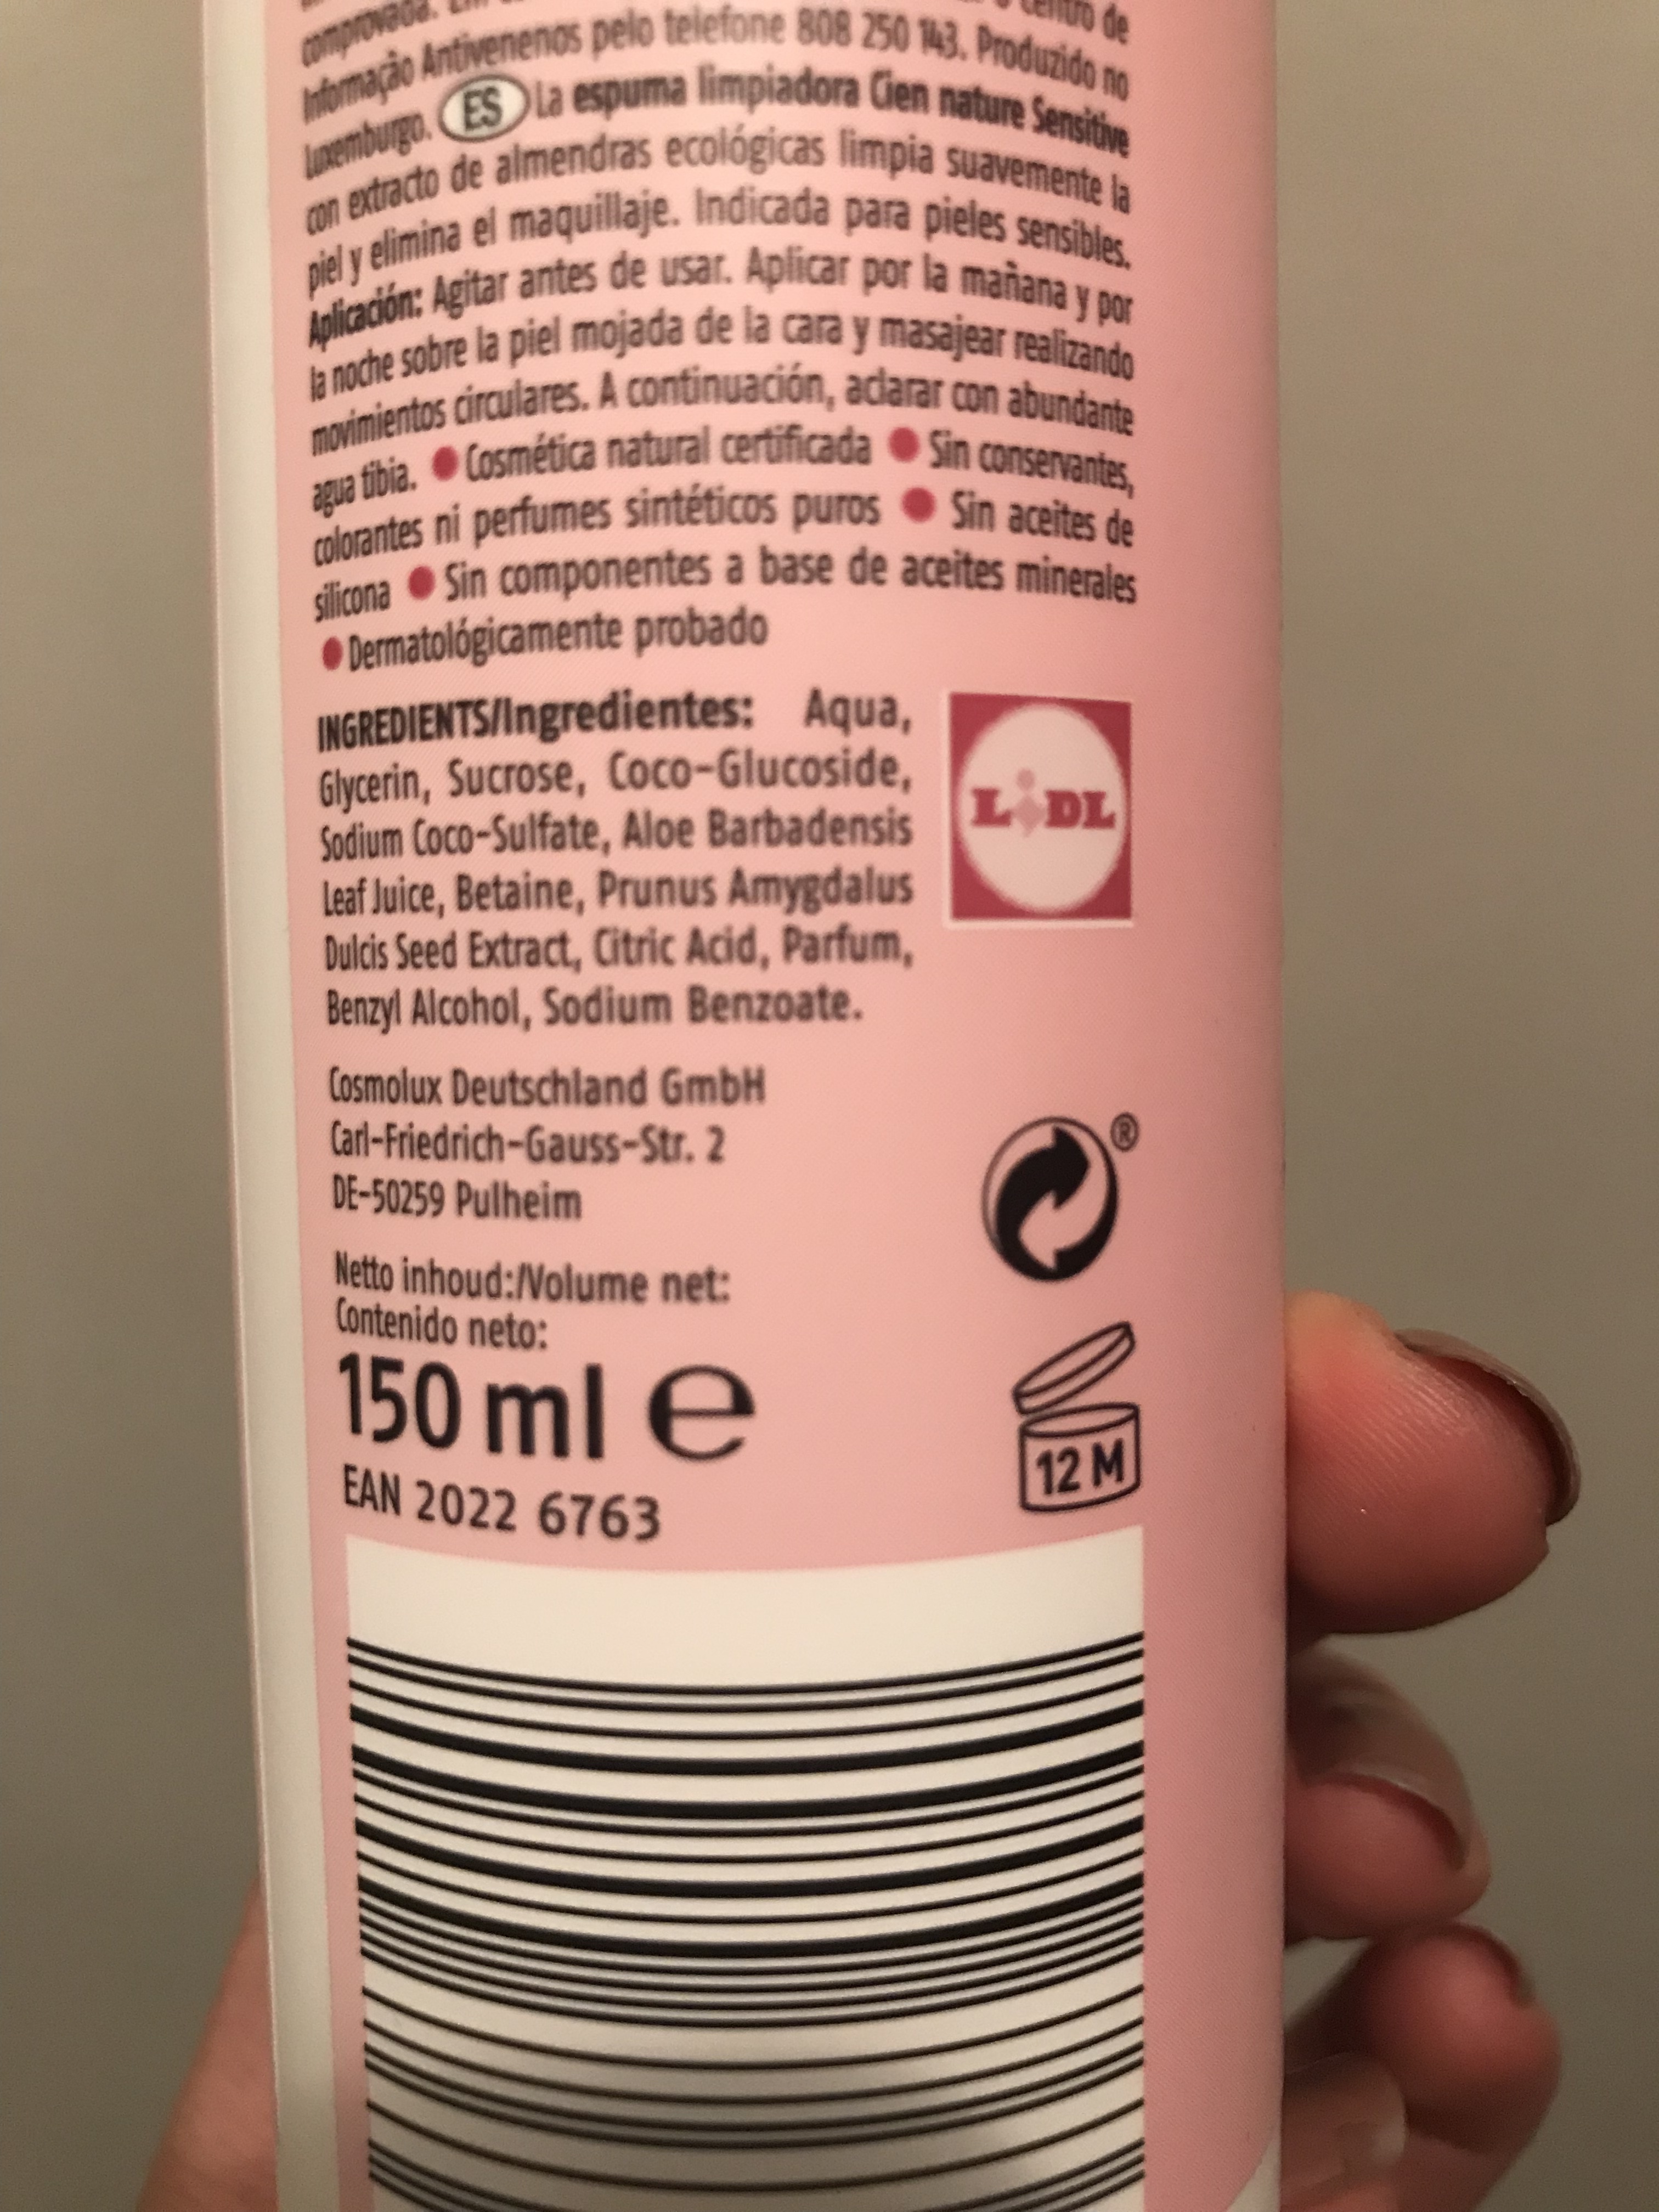 comprovada. Em centro de
Informação Antivenenos pelo telefone 808 250 143. Produzido no
Luxemburgo. ES La espuma limpiadora Cien nature Sensitive
con extracto de almendras ecológicas limpia suavemente la
piel y elimina el maquillaje. Indicada para pieles sensibles.
Aplicación: Agitar antes de usar. Aplicar por la mañana y por
la noche sobre la piel mojada de la cara y masajear realizando
movimientos circulares. A continuación, aclarar con abundante
agua tibia. ● Cosmética natural certificada ● Sin conservantes,
colorantes ni perfumes sintéticos puros ● Sin aceites de
silicona ● Sin componentes a base de aceites minerales
● Dermatológicamente probado
INGREDIENTS/Ingredientes: Aqua,
Glycerin, Sucrose, Coco-Glucoside,
Sodium Coco-Sulfate, Aloe Barbadensis
Leaf Juice, Betaine, Prunus Amygdalus
Dulcis Seed Extract, Citric Acid, Parfum,
Benzyl Alcohol, Sodium Benzoate.
LIDL
Cosmolux Deutschland GmbH
Carl-Friedrich-Gauss-Str. 2
DE-50259 Pulheim
®
Netto inhoud:/Volume net:
Contenido neto:
150 ml e
12 M
EAN 2022 6763